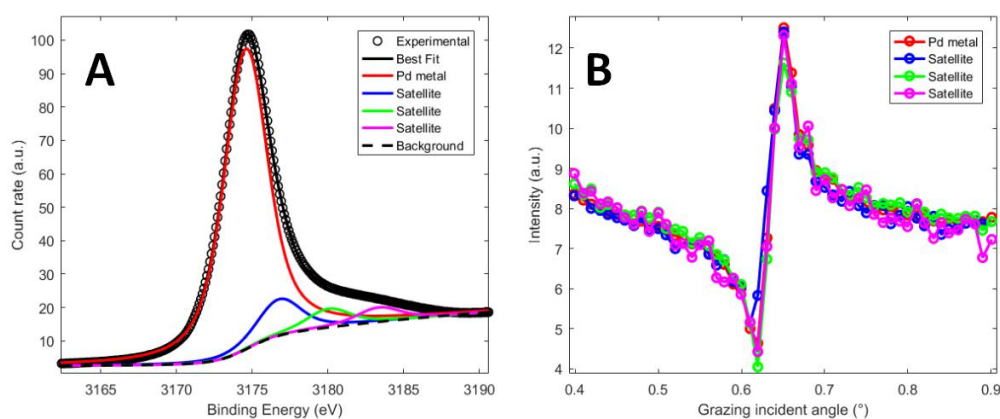 A
Experimental
Best Fit
Pd metal
Satellite
Satellite
Satellite
Background
100
90
80
70
60
50
40
30
20
10
Count rate (a.u.)
3165 3170 3175 3180 3185 3190
Binding Energy (eV)
B
Pd metal
Satellite
Satellite
Satellite
12
11
10
9
8
7
6
5
4
Intensity (a.u.)
0.4 0.5 0.6 0.7 0.8 0.9
Grazing incident angle (°)